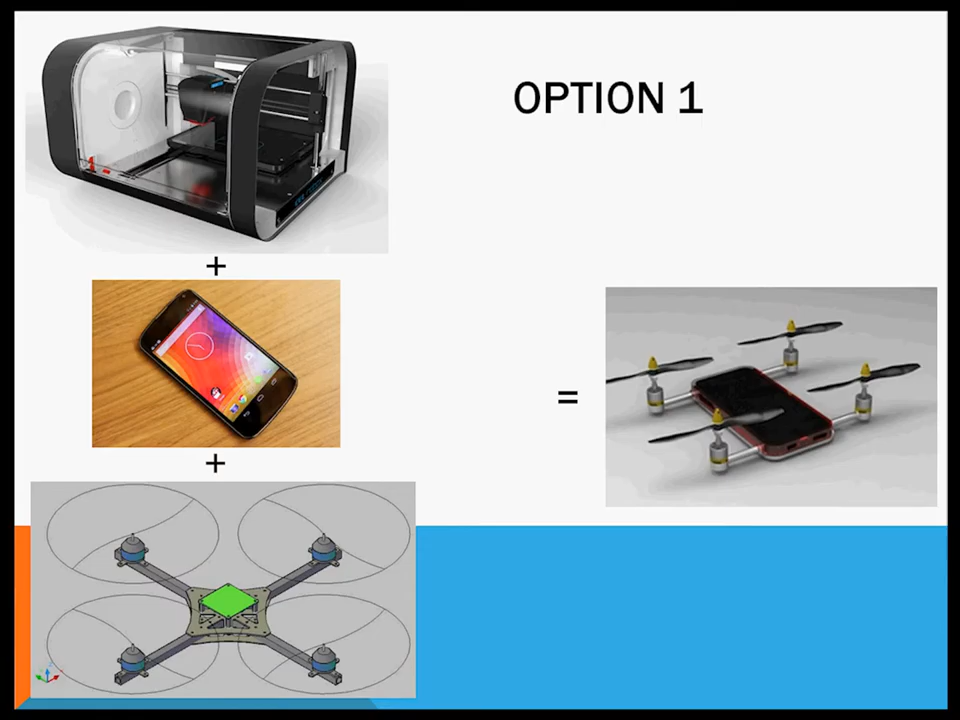 OPTION 1
+
+
=